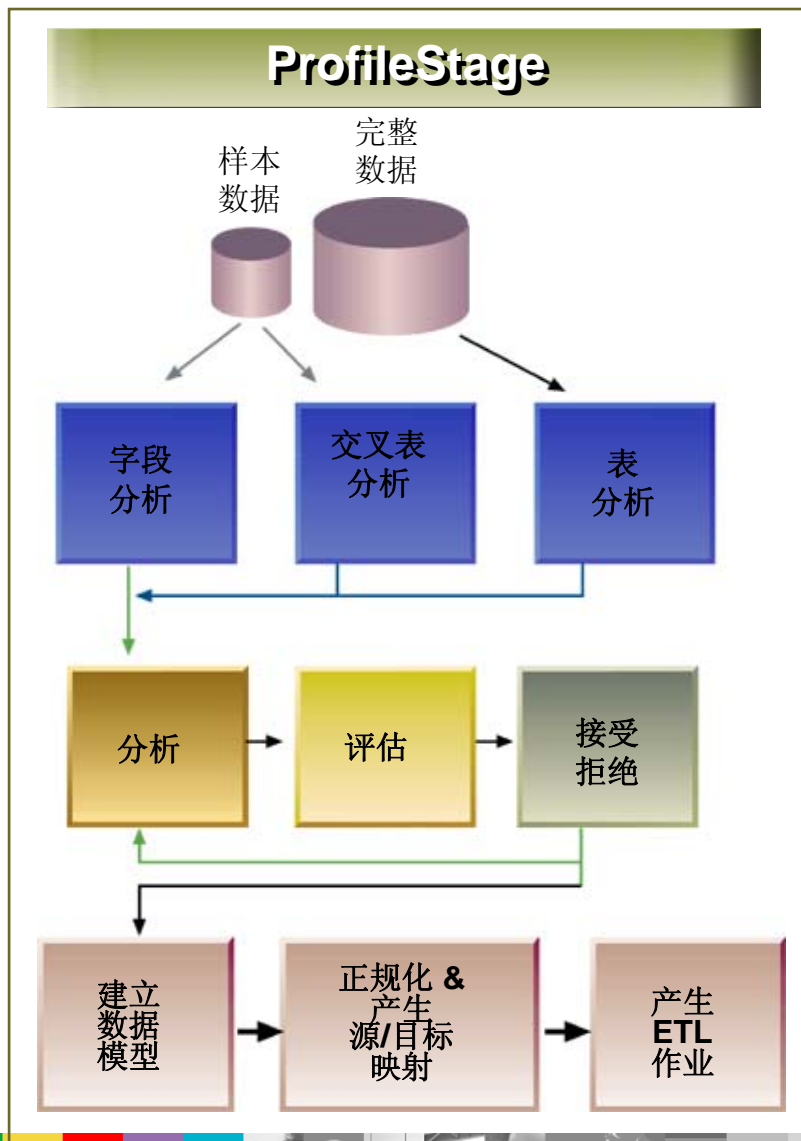 ProfileStage
样本
数据
完整
数据
字段
分析
交叉表
分析
表
分析
分析
评估
接受
拒绝
建立
数据
模型
正规化 &
产生
源/目标
映射
产生
ETL
作业